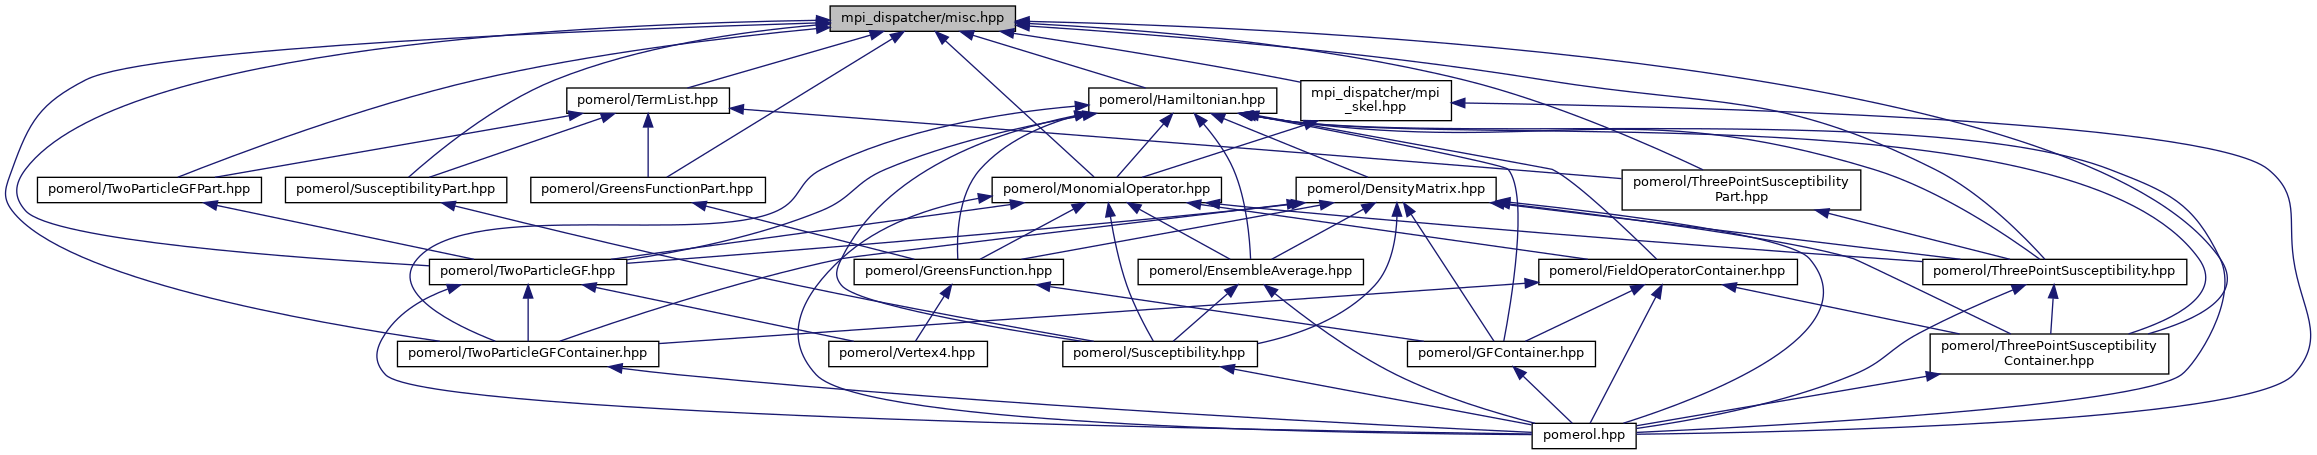 mpi_dispatcher/misc.hpp
pomerol/TermList.hpp
pomerol/Hamiltonian.hpp
mpi_dispatcher/mpi
_skel.hpp
pomerol/TwoParticleGFPart.hpp
pomerol/SusceptibilityPart.hpp
pomerol/GreensFunctionPart.hpp
pomerol/MonomialOperator.hpp
pomerol/DensityMatrix.hpp
pomerol/ThreePointSusceptibility
Part.hpp
pomerol/TwoParticleGF.hpp
pomerol/GreensFunction.hpp
pomerol/EnsembleAverage.hpp
pomerol/FieldOperatorContainer.hpp
pomerol/ThreePointSusceptibility.hpp
pomerol/TwoParticleGFContainer.hpp
pomerol/Vertex4.hpp
pomerol/Susceptibility.hpp
pomerol/GFContainer.hpp
pomerol/ThreePointSusceptibility
Container.hpp
pomerol.hpp